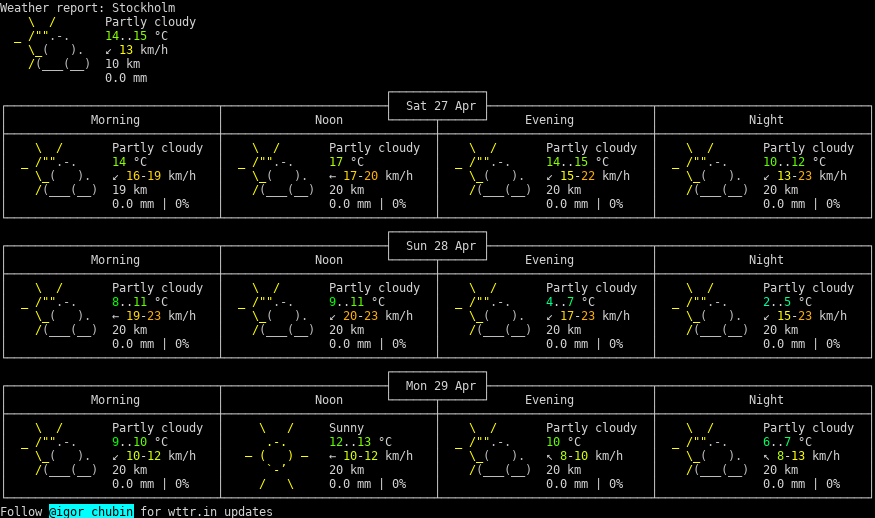 Weather report: Stockholm
Partly cloudy
14..15 °C
↙ 13 km/h
10 km
0.0 mm
Sat 27 Apr
Morning Noon Evening Night
Partly cloudy Partly cloudy Partly cloudy Partly cloudy
14 °C 17 °C 14..15 °C 10..12 °C
↙ 16-19 km/h ← 17-20 km/h ↙ 15-22 km/h ↙ 13-23 km/h
19 km 20 km 20 km 20 km
0.0 mm | 0% 0.0 mm | 0% 0.0 mm | 0% 0.0 mm | 0%
Sun 28 Apr
Morning Noon Evening Night
Partly cloudy Partly cloudy Partly cloudy Partly cloudy
8..11 °C 9..11 °C 4..7 °C 2..5 °C
← 19-23 km/h ↙ 20-23 km/h ↙ 17-23 km/h ↙ 15-23 km/h
20 km 20 km 20 km 20 km
0.0 mm | 0% 0.0 mm | 0% 0.0 mm | 0% 0.0 mm | 0%
Mon 29 Apr
Morning Noon Evening Night
Partly cloudy Sunny Partly cloudy Partly cloudy
9..10 °C 12..13 °C 10 °C 6..7 °C
↙ 10-12 km/h ← 10-12 km/h ↖ 8-10 km/h ↖ 8-13 km/h
20 km 20 km 20 km 20 km
0.0 mm | 0% 0.0 mm | 0% 0.0 mm | 0% 0.0 mm | 0%
Follow @igor_chubin for wttr.in updates